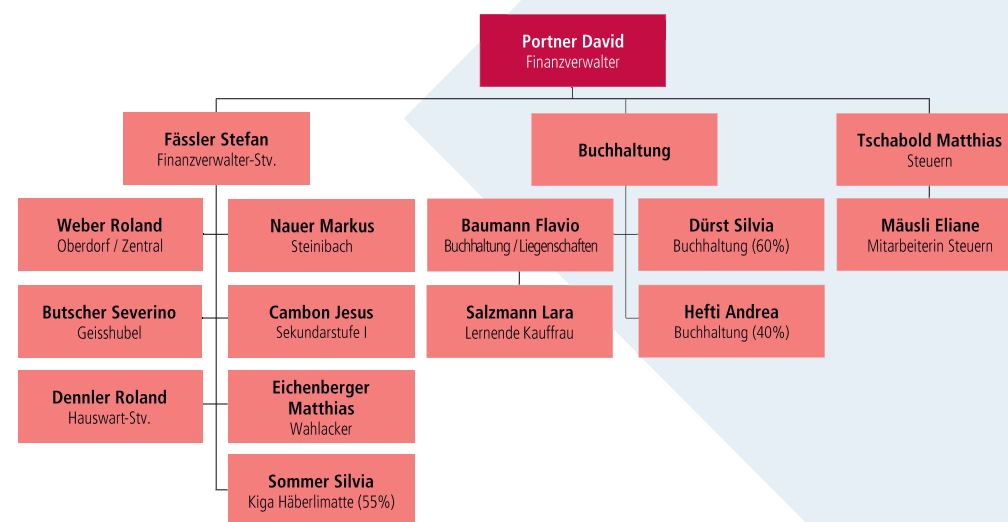 Portner David
Finanzverwalter
Fässler Stefan
Finanzverwalter-Stv.
Buchhaltung
Tschabold Matthias
Steuern
Weber Roland
Oberdorf / Zentral
Nauer Markus
Steinibach
Baumann Flavio
Buchhaltung / Liegenschaften
Dürst Silvia
Buchhaltung (60%)
Mäusli Eliane
Mitarbeiterin Steuern
Butscher Severino
Geisshubel
Cambon Jesus
Sekundarstufe I
Salzmann Lara
Lernende Kauffrau
Hefti Andrea
Buchhaltung (40%)
Dennler Roland
Hauswart-Stv.
Eichenberger
Matthias
Wahlacker
Sommer Silvia
Kiga Häberlimatte (55%)